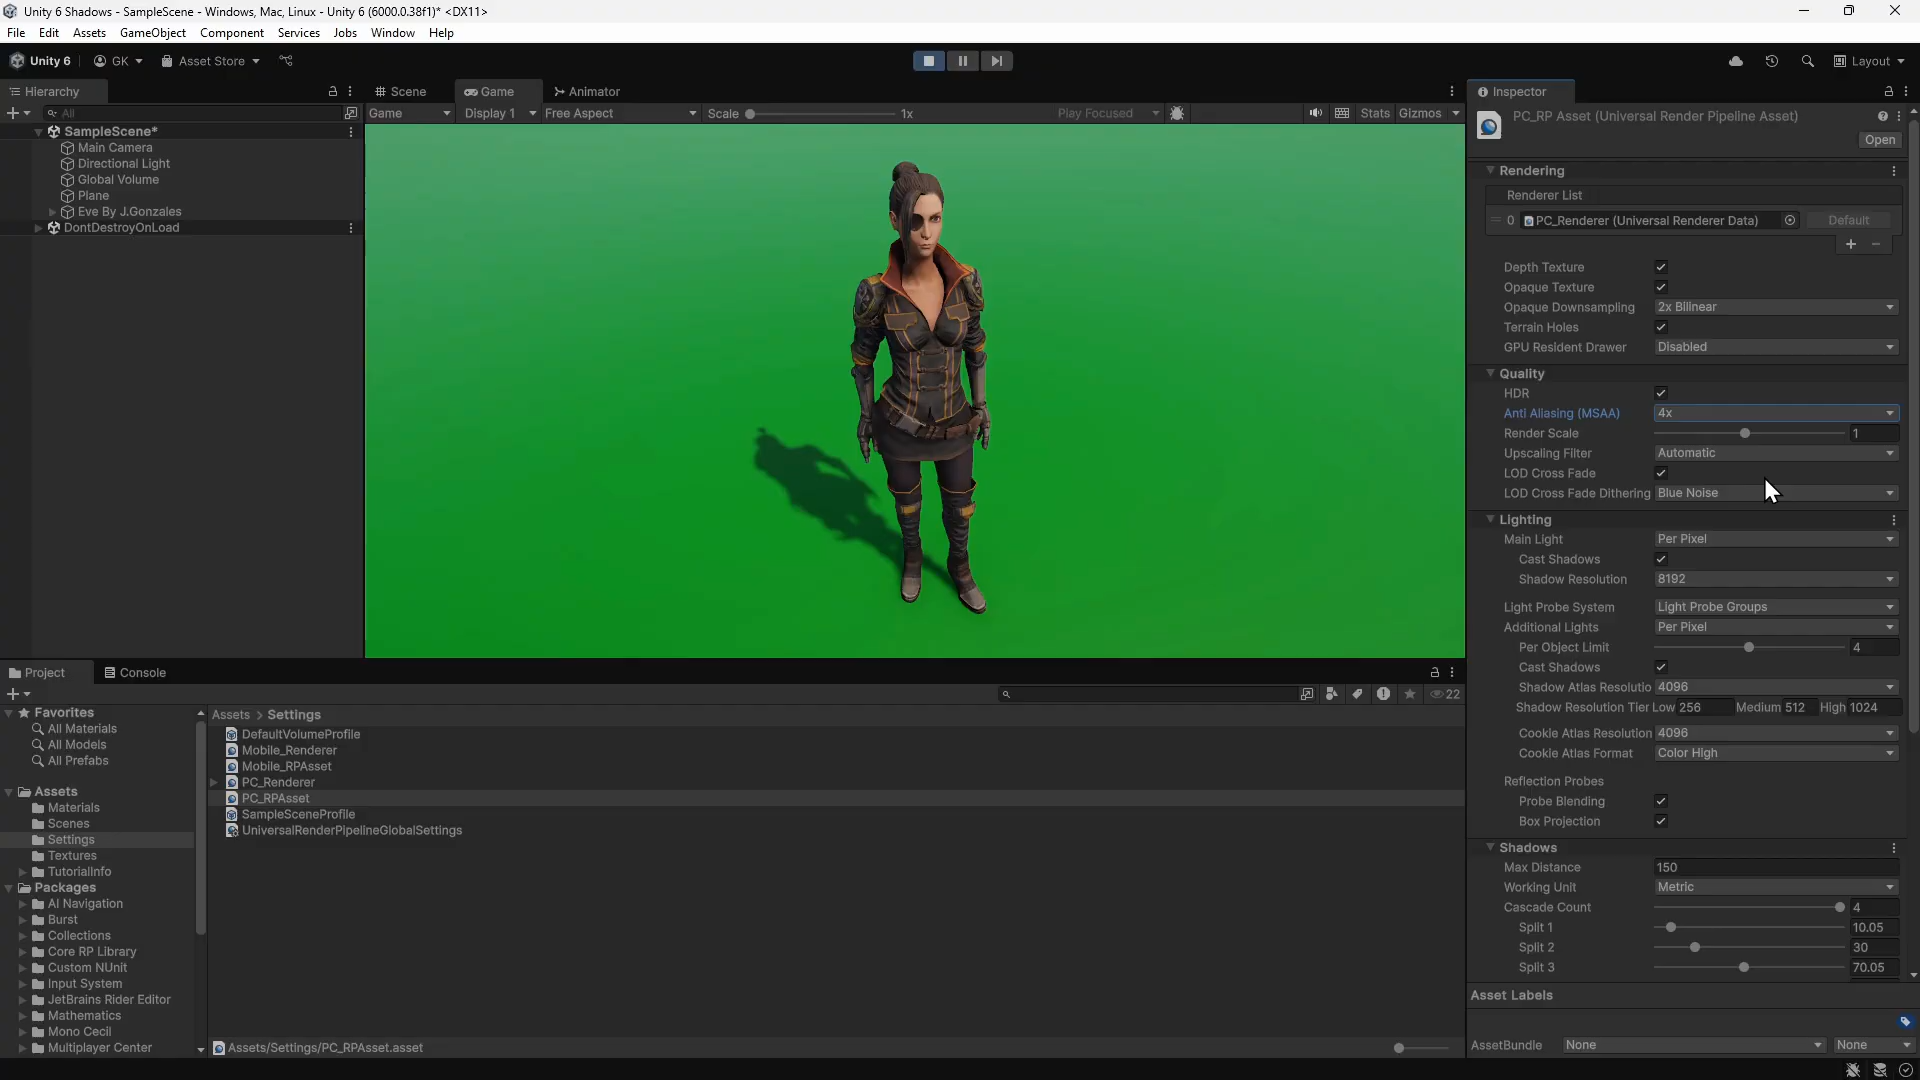 Unity 6 Shadows - SampleScene - Windows, Mac, Linux - Unity 6 (6000.0.38f1)* <DX11>
File Edit Assets GameObject Component Services Jobs Window Help
Unity 6 GK Asset Store Layout
Hierarchy
All
SampleScene*
Main Camera
Directional Light
Global Volume
Plane
Eve By J.Gonzales
DontDestroyOnLoad
Scene Game Animator
Game Display 1 Free Aspect Scale 1x Play Focused Stats Gizmos
Inspector
PC_RP Asset (Universal Render Pipeline Asset)
Open
Rendering
Renderer List
0 PC_Renderer (Universal Renderer Data) Default
Depth Texture
Opaque Texture
Opaque Downsampling 2x Bilinear
Terrain Holes
GPU Resident Drawer Disabled
Quality
HDR
Anti Aliasing (MSAA) 4x
Render Scale 1
Upscaling Filter Automatic
LOD Cross Fade
LOD Cross Fade Dithering Blue Noise
Lighting
Main Light Per Pixel
Cast Shadows
Shadow Resolution 8192
Light Probe System Light Probe Groups
Additional Lights Per Pixel
Per Object Limit 4
Cast Shadows
Shadow Atlas Resolutio 4096
Shadow Resolution Tier Low 256 Medium 512 High 1024
Cookie Atlas Resolution 4096
Cookie Atlas Format Color High
Reflection Probes
Probe Blending
Box Projection
Shadows
Max Distance 150
Working Unit Metric
Cascade Count 4
Split 1 10.05
Split 2 30
Split 3 70.05
Asset Labels
AssetBundle None None
Project Console
22
Favorites
All Materials
All Models
All Prefabs
Assets
Materials
Scenes
Settings
Textures
TutorialInfo
Packages
AI Navigation
Burst
Collections
Core RP Library
Custom NUnit
Input System
JetBrains Rider Editor
Mathematics
Mono Cecil
Multiplayer Center
Assets > Settings
DefaultVolumeProfile
Mobile_Renderer
Mobile_RPAsset
PC_Renderer
PC_RPAsset
SampleSceneProfile
UniversalRenderPipelineGlobalSettings
Assets/Settings/PC_RPAsset.asset